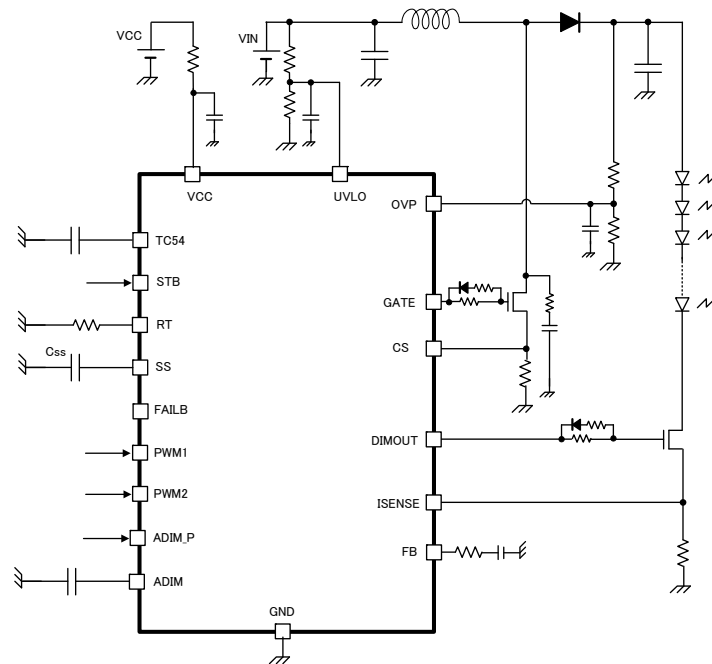 VCC
VIN
VCC
UVLO
OVP
TC54
STB
GATE
RT
CS
Css
SS
FAILB
DIMOUT
PWM1
PWM2
ISENSE
ADIM_P
FB
ADIM
GND